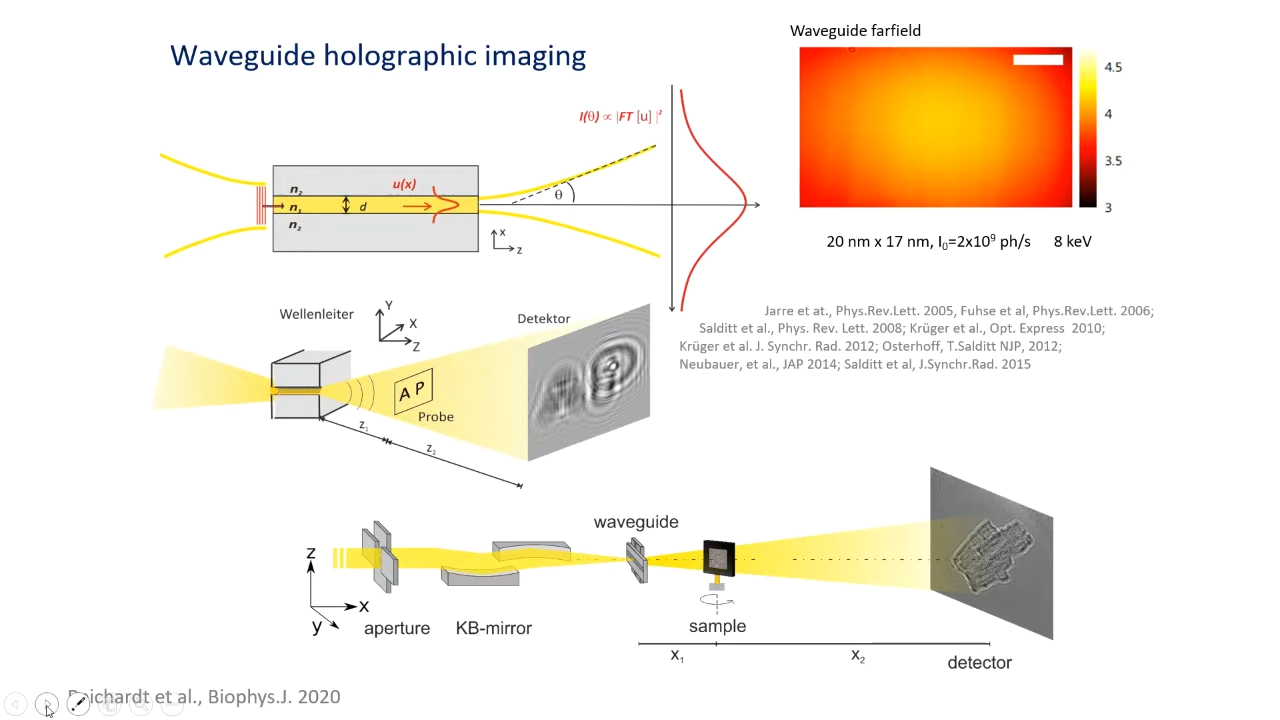 Waveguide holographic imaging
Waveguide farfield
I(θ) ∝ |FT [u] |²
4.5
4
3.5
3
n₂
u(x)
n₁
d
n₂
θ
x
z
20 nm x 17 nm, I₀=2x10⁹ ph/s 8 keV
Jarre et at., Phys.Rev.Lett. 2005, Fuhse et al, Phys.Rev.Lett. 2006;
Salditt et al., Phys. Rev. Lett. 2008; Krüger et al., Opt. Express 2010;
Krüger et al. J. Synchr. Rad. 2012; Osterhoff, T.Salditt NJP, 2012;
Neubauer, et al., JAP 2014; Salditt et al, J.Synchr.Rad. 2015
Wellenleiter
Y
X
Z
Detektor
A P
Probe
z₁
z₂
waveguide
z
x
y
aperture
KB-mirror
sample
x₁
x₂
detector
et al., Biophys.J. 2020